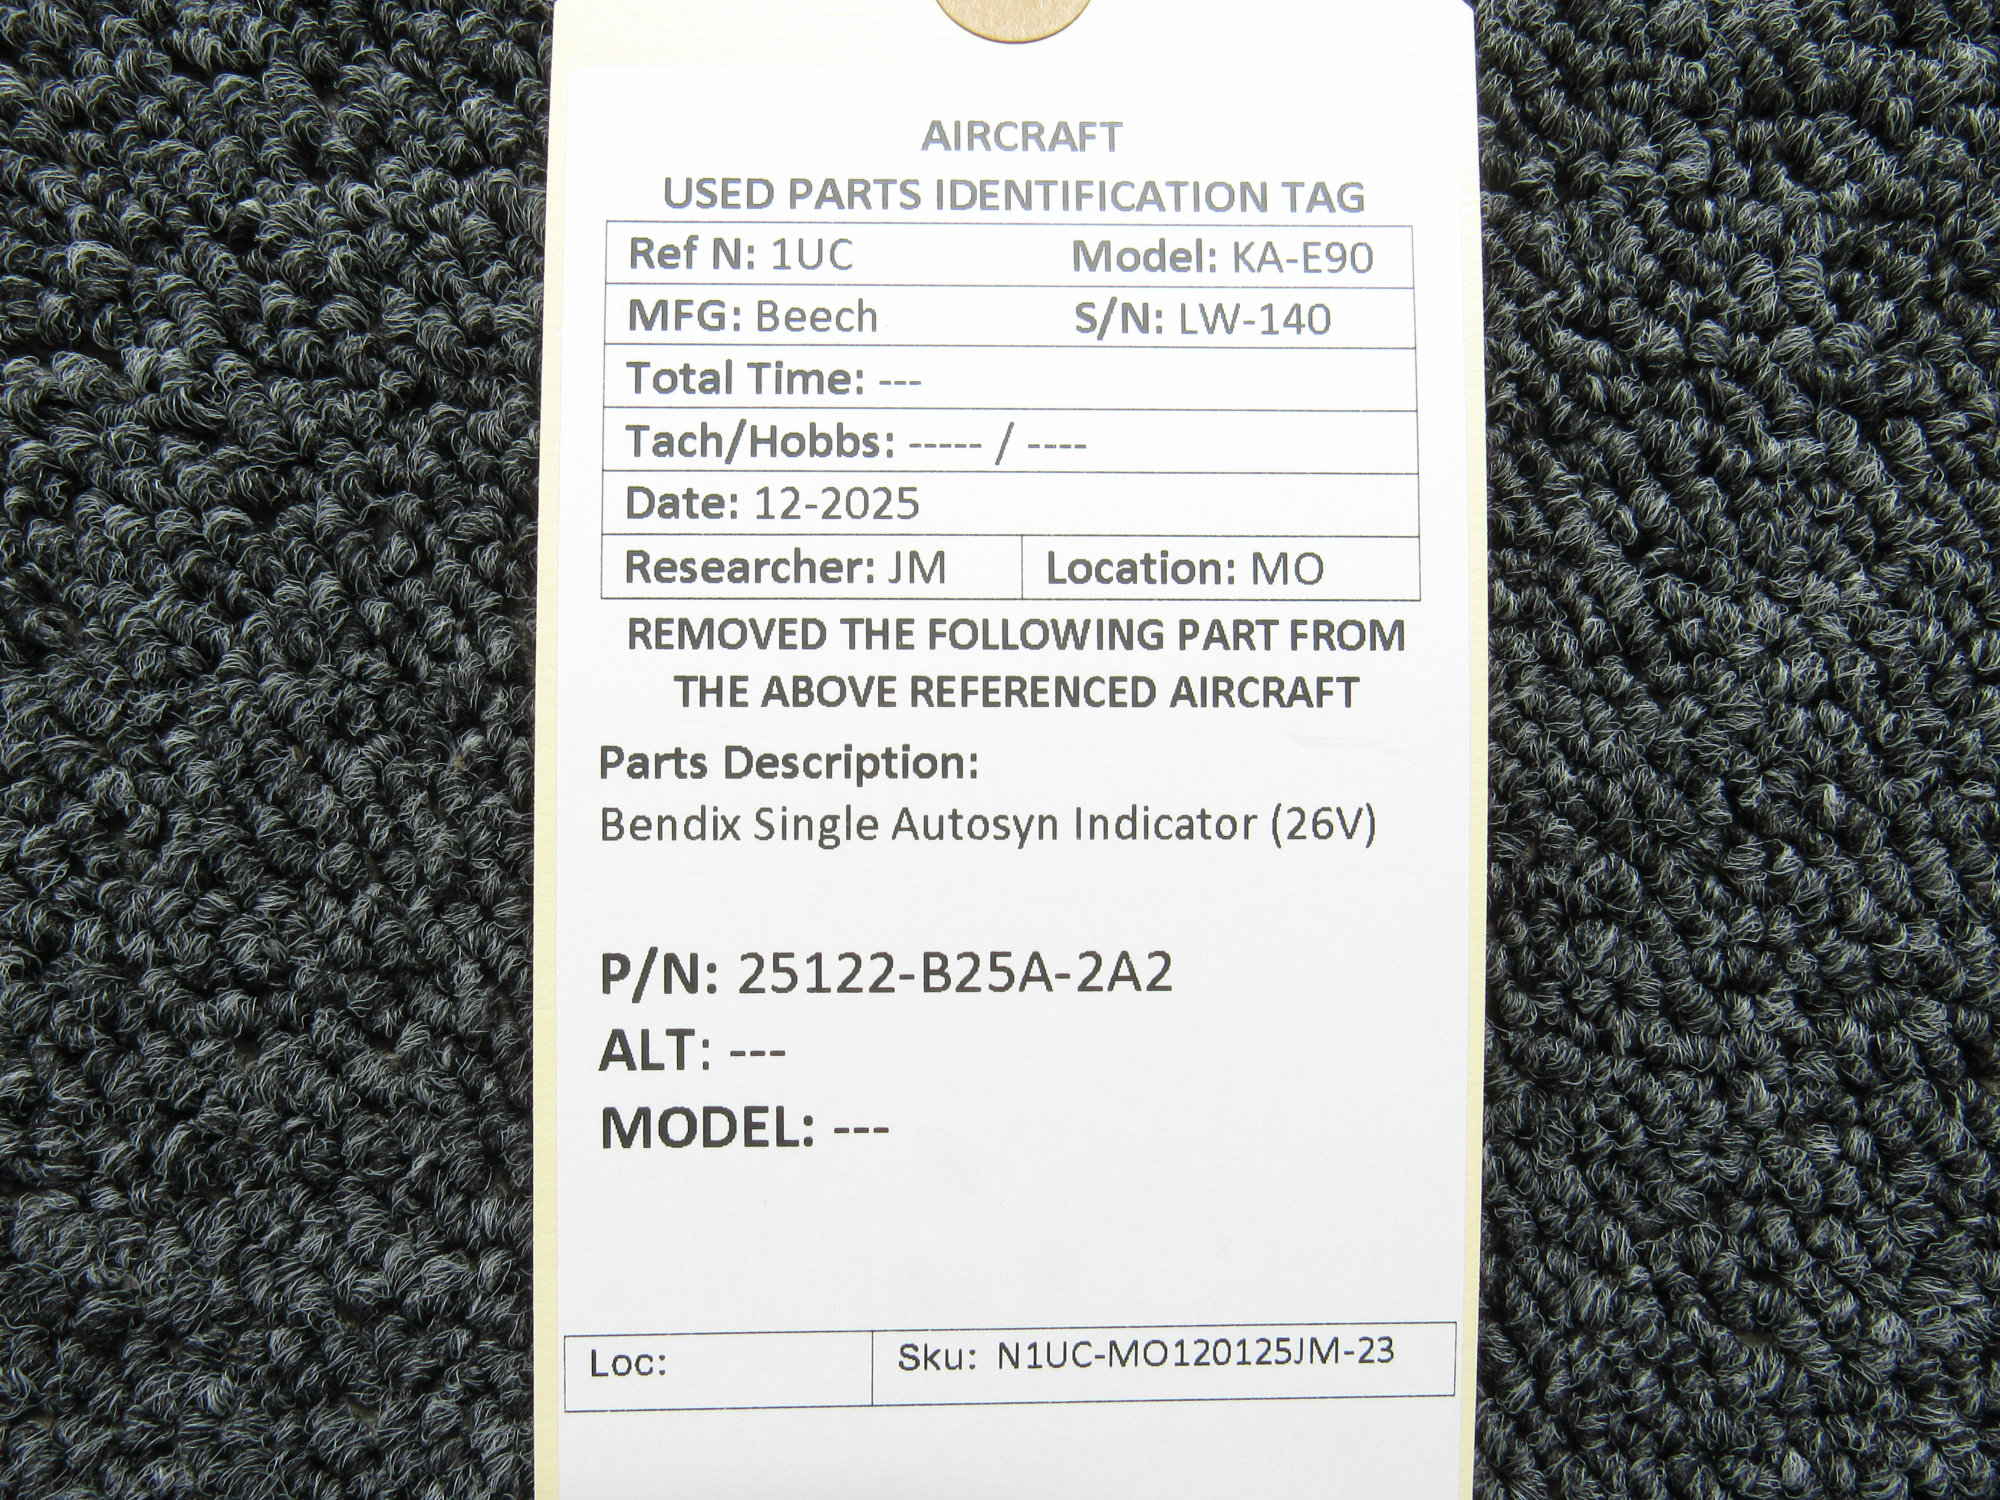 AIRCRAFT
USED PARTS IDENTIFICATION TAG
Ref N: 1UC Model: KA-E90
MFG: Beech S/N: LW-140
Total Time: ---
Tach/Hobbs: ----- / ----
Date: 12-2025
Researcher: JM Location: MO
REMOVED THE FOLLOWING PART FROM
THE ABOVE REFERENCED AIRCRAFT
Parts Description:
Bendix Single Autosyn Indicator (26V)
P/N: 25122-B25A-2A2
ALT: ---
MODEL: ---
Loc: Sku: N1UC-MO120125JM-23